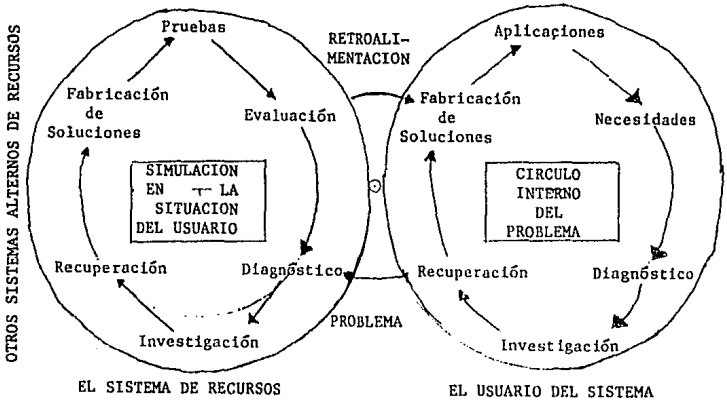 OTROS SISTEMAS ALTERNOS DE RECURSOS
Pruebas
Fabricación
de
Soluciones
Evaluación
SIMULACION
EN LA
SITUACION
DEL USUARIO
Recuperación
Diagnóstico
Investigación
EL SISTEMA DE RECURSOS
RETROALI-
MENTACION
PROBLEMA
Aplicaciones
Fabricación
de
Soluciones
Necesidades
CIRCULO
INTERNO
DEL
PROBLEMA
Recuperación
Diagnóstico
Investigación
EL USUARIO DEL SISTEMA